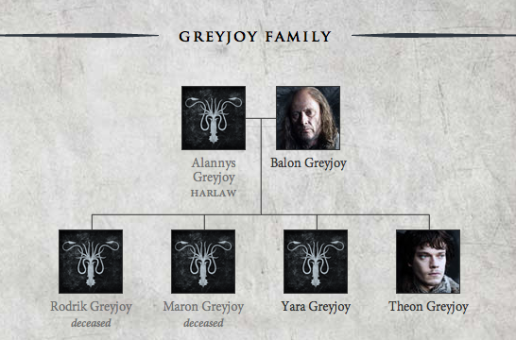 GREYJOY FAMILY
Alannys
Greyjoy
HARLAW
Balon Greyjoy
Rodrik Greyjoy
deceased
Maron Greyjoy
deceased
Yara Greyjoy
Theon Greyjoy